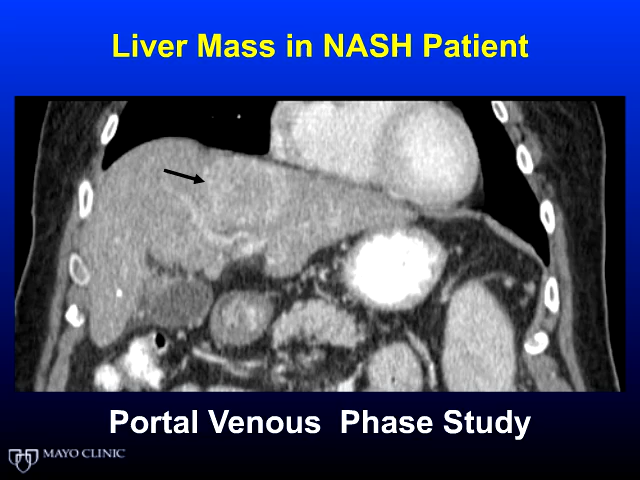 Liver Mass in NASH Patient
Portal Venous Phase Study
MAYO CLINIC